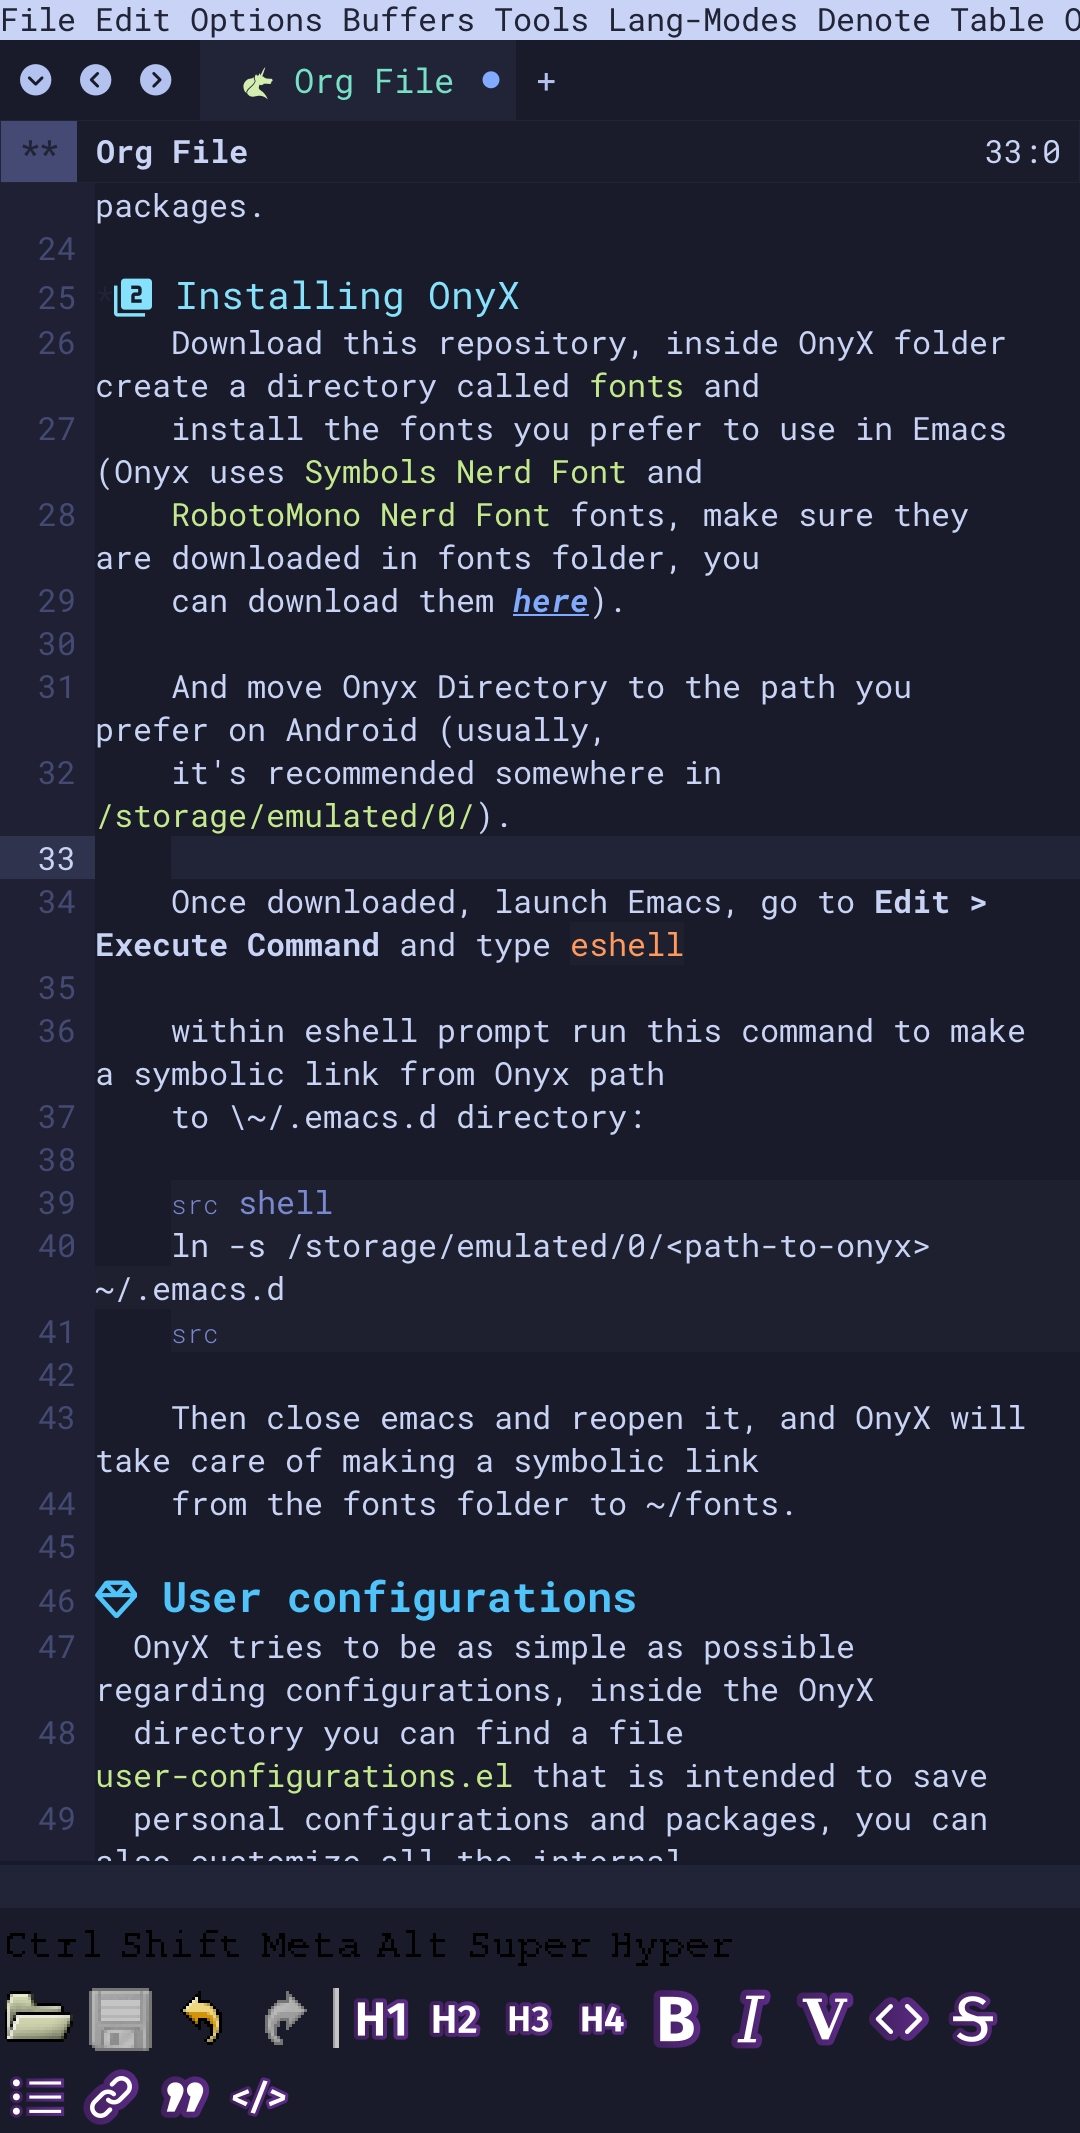 File Edit Options Buffers Tools Lang-Modes Denote Table O
Org File +
** Org File 33:0
packages.
24
25 * Installing OnyX
26 Download this repository, inside OnyX folder
create a directory called fonts and
27 install the fonts you prefer to use in Emacs
(Onyx uses Symbols Nerd Font and
28 RobotoMono Nerd Font fonts, make sure they
are downloaded in fonts folder, you
29 can download them here).
30
31 And move Onyx Directory to the path you
prefer on Android (usually,
32 it's recommended somewhere in
/storage/emulated/0/).
33
34 Once downloaded, launch Emacs, go to Edit >
Execute Command and type eshell
35
36 within eshell prompt run this command to make
a symbolic link from Onyx path
37 to \~/.emacs.d directory:
38
39 src shell
40 ln -s /storage/emulated/0/<path-to-onyx>
~/.emacs.d
41 src
42
43 Then close emacs and reopen it, and OnyX will
take care of making a symbolic link
44 from the fonts folder to ~/fonts.
45
46 User configurations
47 OnyX tries to be as simple as possible
regarding configurations, inside the OnyX
48 directory you can find a file
user-configurations.el that is intended to save
49 personal configurations and packages, you can
also customize all the internal
Ctrl Shift Meta Alt Super Hyper
H1 H2 H3 H4 B I V <> S
</>